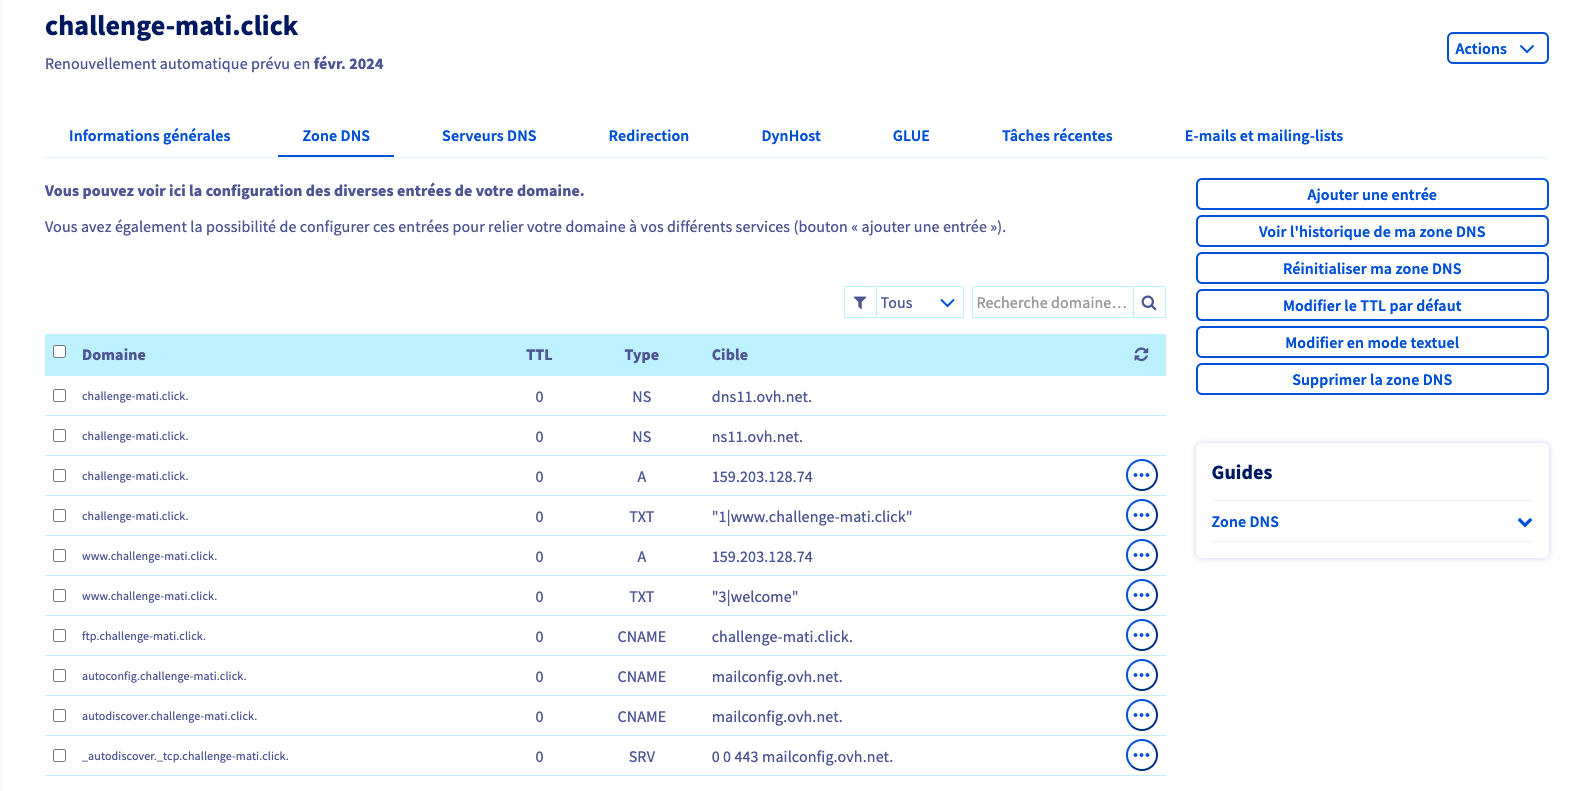 challenge-mati.click
Renouvellement automatique prévu en févr. 2024
Actions
Informations générales Zone DNS Serveurs DNS Redirection DynHost GLUE Tâches récentes E-mails et mailing-lists
Vous pouvez voir ici la configuration des diverses entrées de votre domaine.
Vous avez également la possibilité de configurer ces entrées pour relier votre domaine à vos différents services (bouton « ajouter une entrée »).
Tous Recherche domaine...
Domaine TTL Type Cible
challenge-mati.click. 0 NS dns11.ovh.net.
challenge-mati.click. 0 NS ns11.ovh.net.
challenge-mati.click. 0 A 159.203.128.74
challenge-mati.click. 0 TXT "1|www.challenge-mati.click"
www.challenge-mati.click. 0 A 159.203.128.74
www.challenge-mati.click. 0 TXT "3|welcome"
ftp.challenge-mati.click. 0 CNAME challenge-mati.click.
autoconfig.challenge-mati.click. 0 CNAME mailconfig.ovh.net.
autodiscover.challenge-mati.click. 0 CNAME mailconfig.ovh.net.
_autodiscover._tcp.challenge-mati.click. 0 SRV 0 0 443 mailconfig.ovh.net.
Ajouter une entrée
Voir l'historique de ma zone DNS
Réinitialiser ma zone DNS
Modifier le TTL par défaut
Modifier en mode textuel
Supprimer la zone DNS
Guides
Zone DNS